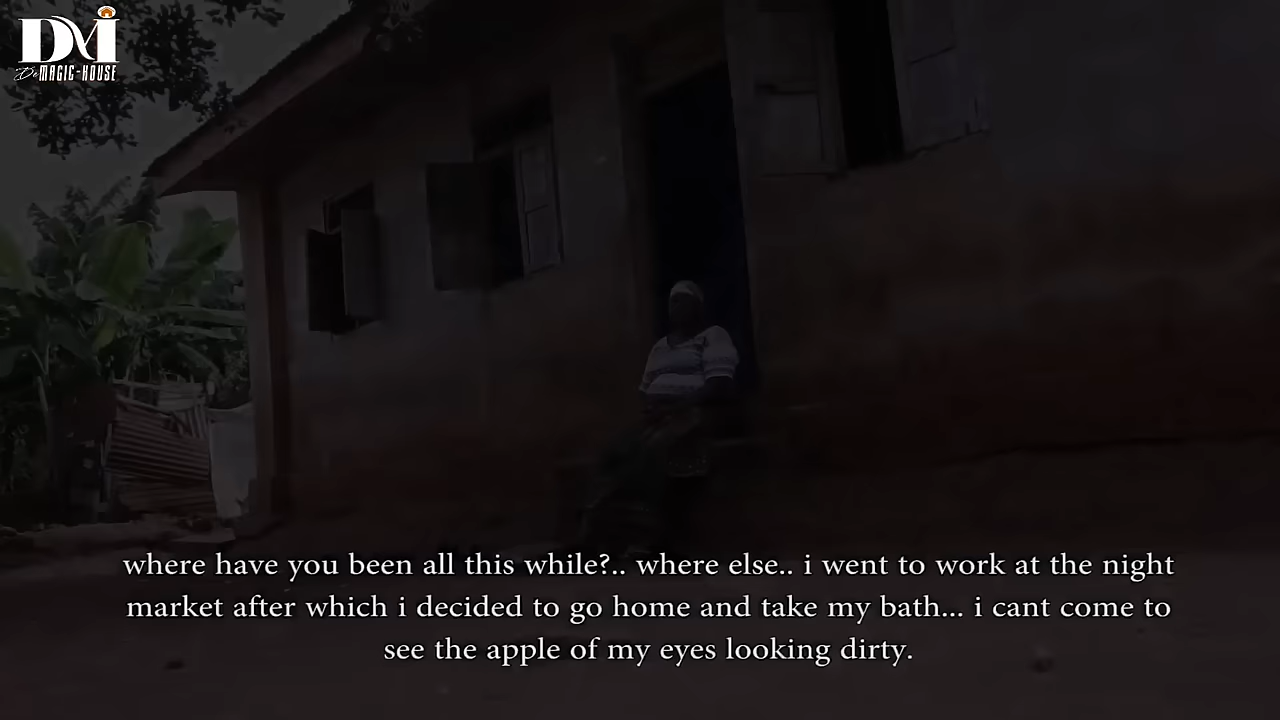 DM
De MAGIC-HOUSE
where have you been all this while?.. where else.. i went to work at the night
market after which i decided to go home and take my bath... i cant come to
see the apple of my eyes looking dirty.